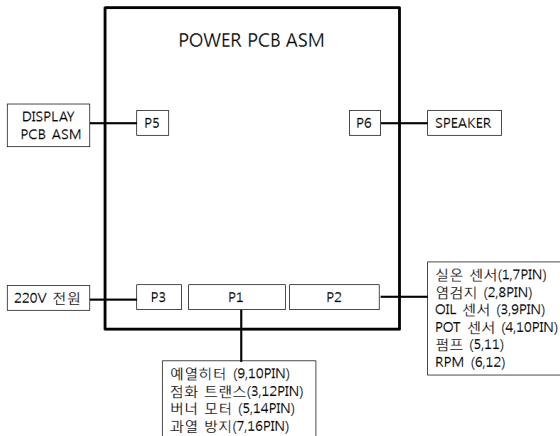 POWER PCB ASM
DISPLAY
PCB ASM
P5
P6
SPEAKER
220V 전원
P3
P1
P2
실온 센서(1,7PIN)
염검지 (2,8PIN)
OIL 센서 (3,9PIN)
POT 센서 (4,10PIN)
펌프 (5,11)
RPM (6,12)
예열히터 (9,10PIN)
점화 트랜스(3,12PIN)
버너 모터 (5,14PIN)
과열 방지(7,16PIN)